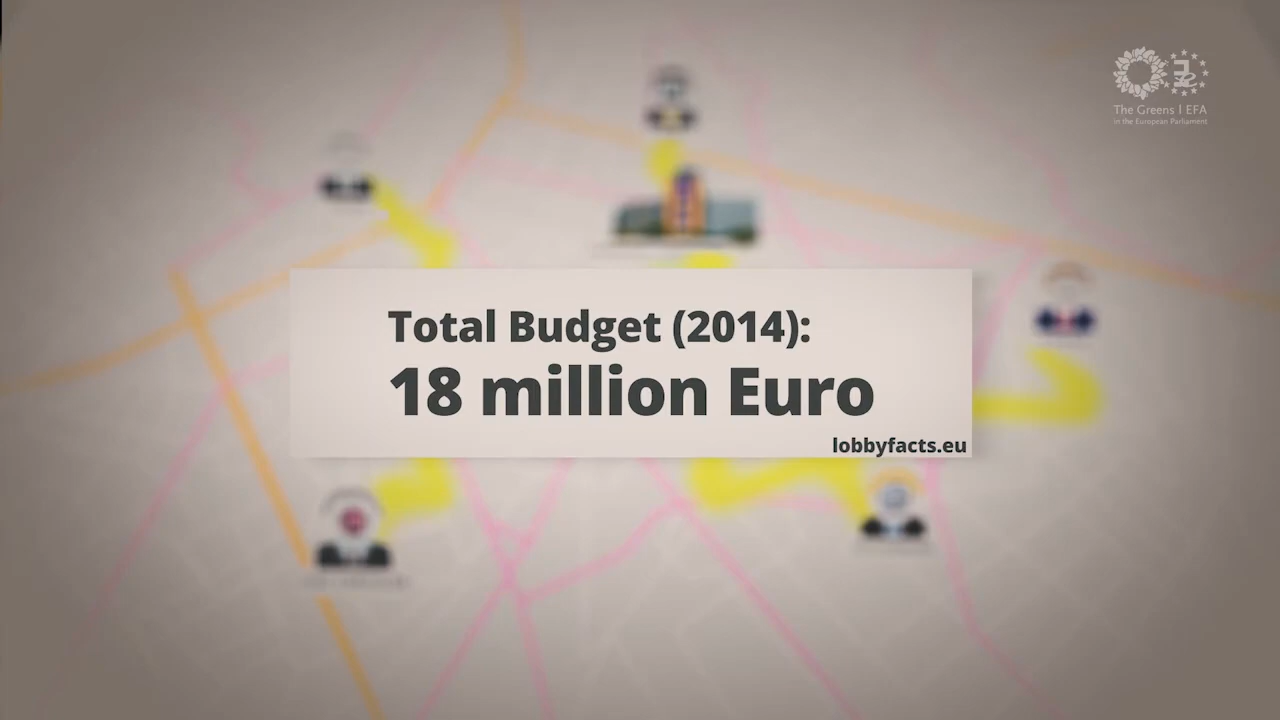 The Greens | EFA
in the European Parliament
Total Budget (2014):
18 million Euro
lobbyfacts.eu